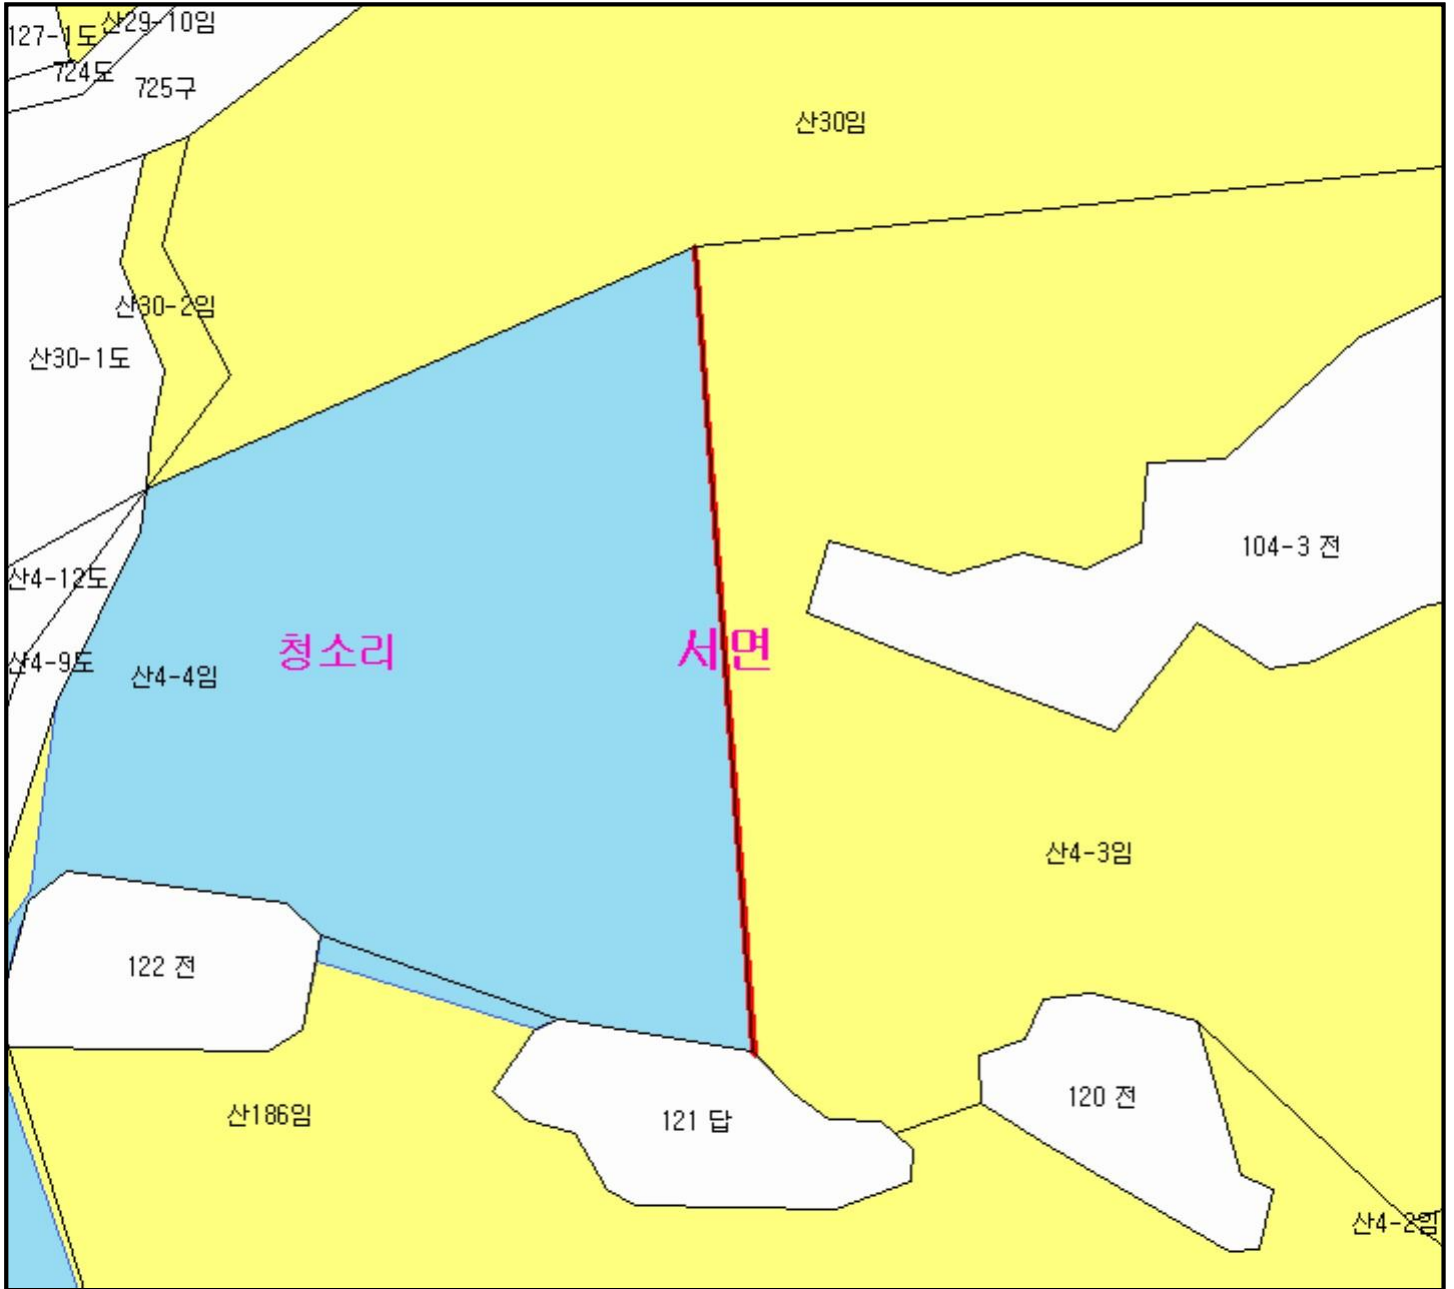 산29-10임
127-1도
724도
725구
산30임
산30-2임
산30-1도
104-3 전
산4-12도
청소리
서면
산4-9도
산4-4임
산4-3임
122 전
120 전
산186임
121 답
산4-2임